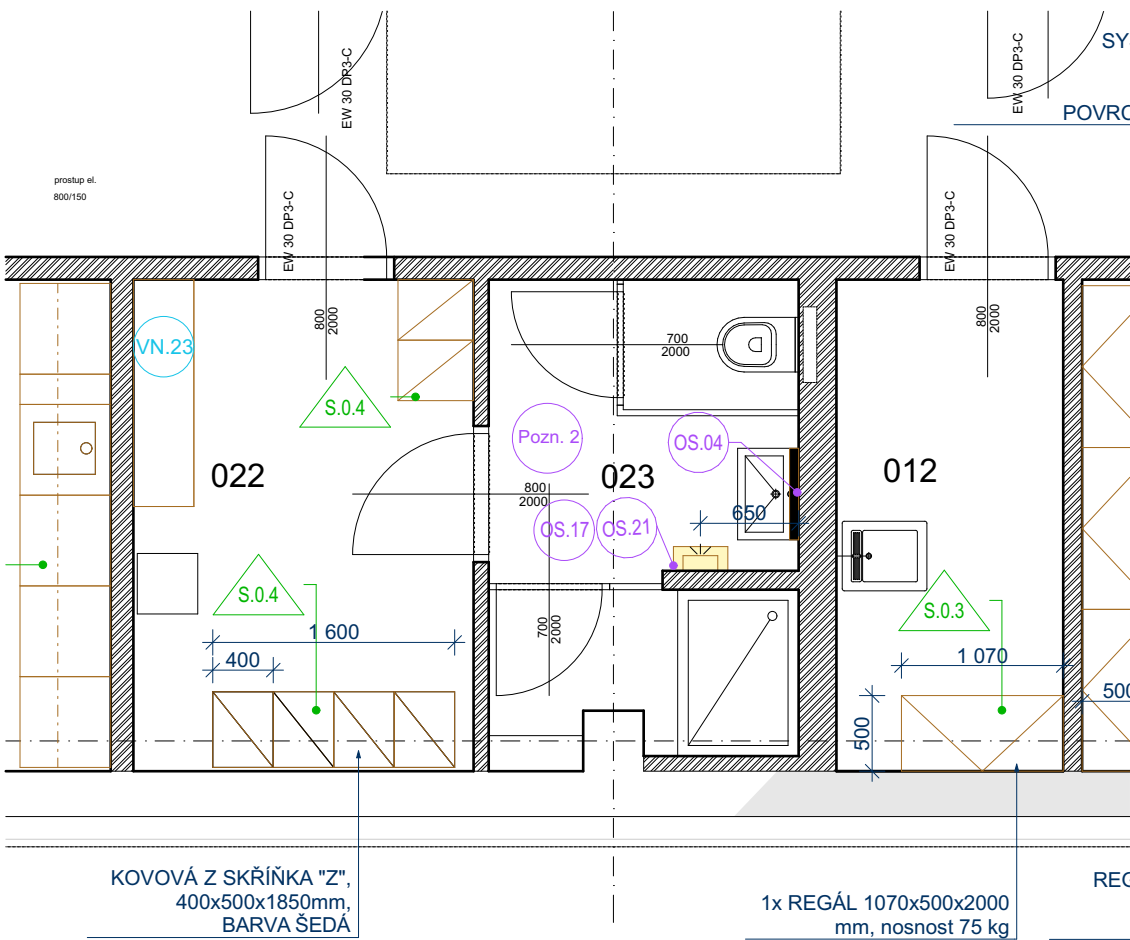 SY
EW 30 DP3-C
EW 30 DP3-C
POVRC
prostup el.
800/150
EW 30 DP3-C
EW 30 DP3-C
800
2000
VN.23
700
2000
800
2000
S.0.4
Pozn. 2
OS.04
022
023
012
800
2000
650
OS.17
OS.21
S.0.4
S.0.3
1 600
400
700
2000
1 070
500
500
KOVOVÁ Z SKŘÍŇKA "Z",
400x500x1850mm,
BARVA ŠEDÁ
1x REGÁL 1070x500x2000
mm, nosnost 75 kg
REG